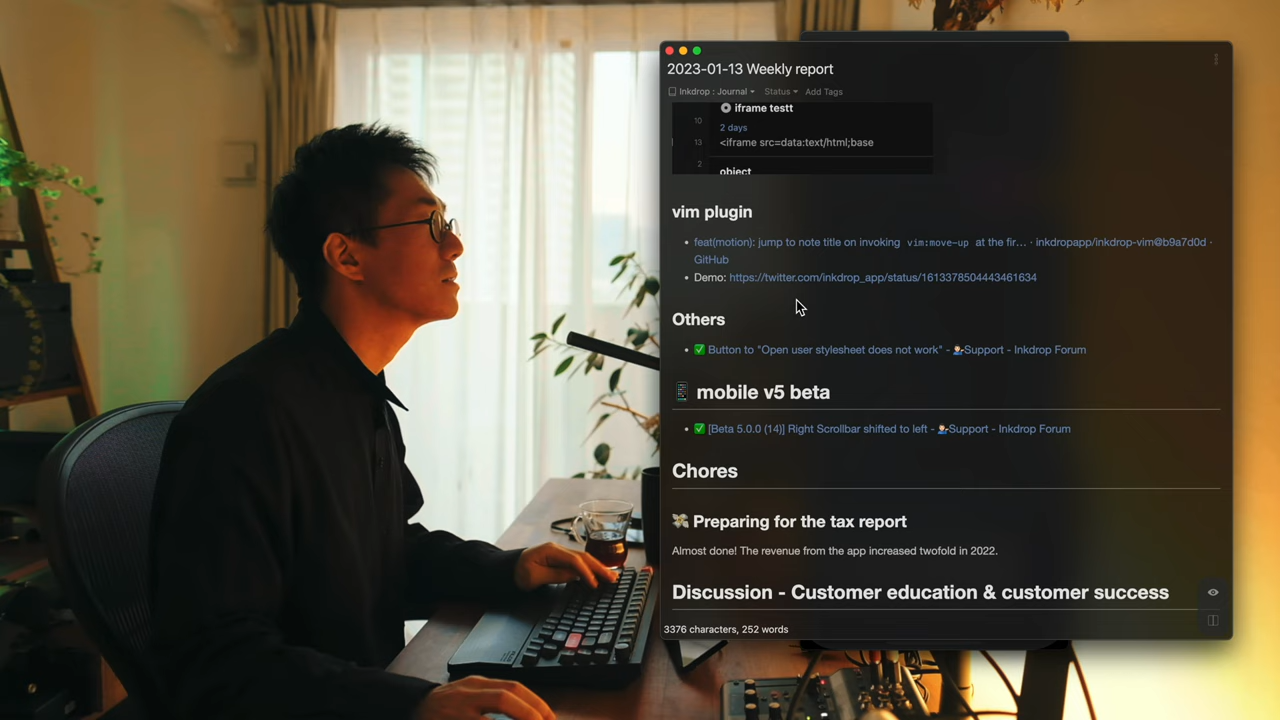 2023-01-13 Weekly report
Inkdrop : Journal Status Add Tags
iframe testt
10
2 days
13 <iframe src=data:text/html;base
2
object
vim plugin
• feat(motion): jump to note title on invoking vim:move-up at the fir... · inkdropapp/inkdrop-vim@b9a7d0d ·
GitHub
• Demo: https://twitter.com/inkdrop_app/status/1613378504443461634
Others
• ✅ Button to "Open user stylesheet does not work" - 💁🏻‍♂️Support - Inkdrop Forum
📱 mobile v5 beta
• ✅ [Beta 5.0.0 (14)] Right Scrollbar shifted to left - 💁🏻‍♂️Support - Inkdrop Forum
Chores
💸 Preparing for the tax report
Almost done! The revenue from the app increased twofold in 2022.
Discussion - Customer education & customer success
3376 characters, 252 words